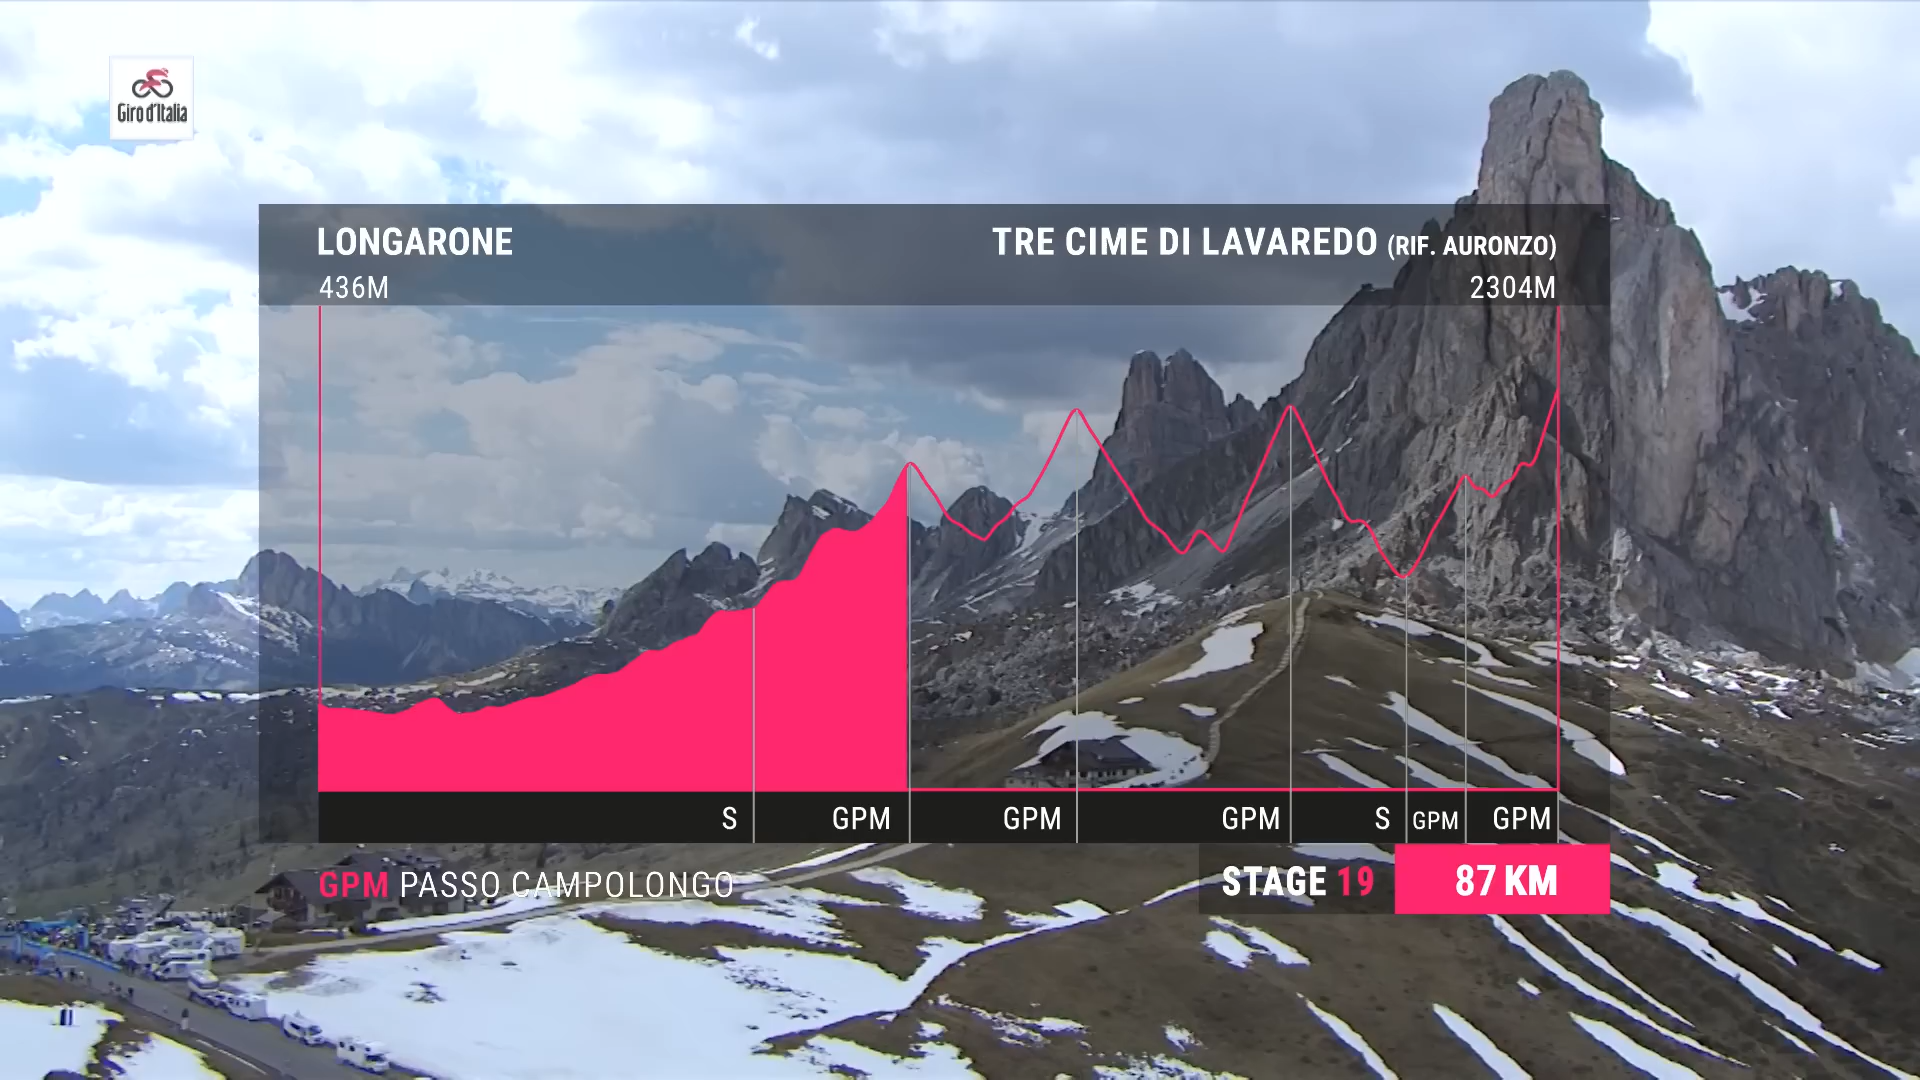 Giro d'Italia
LONGARONE
436M
TRE CIME DI LAVAREDO (RIF. AURONZO)
2304M
S GPM GPM GPM S GPM GPM
GPM PASSO CAMPOLONGO
STAGE 19 87 KM